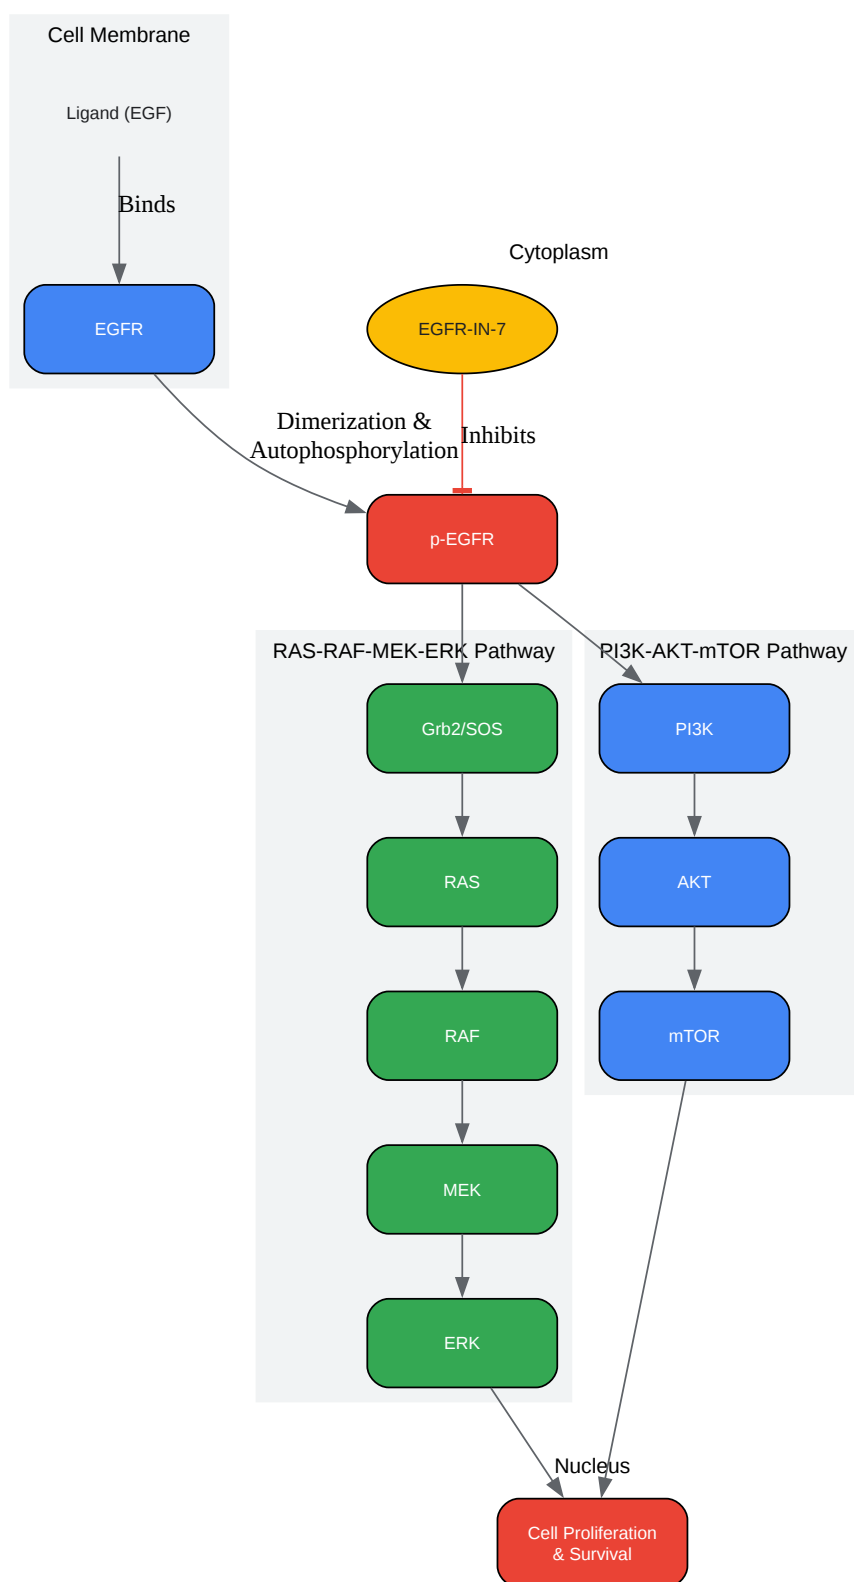 Cell Membrane
Ligand (EGF)
Binds
Cytoplasm
EGFR
EGFR-IN-7
Dimerization &
Autophosphorylation
Inhibits
p-EGFR
RAS-RAF-MEK-ERK Pathway
PI3K-AKT-mTOR Pathway
Grb2/SOS
PI3K
RAS
AKT
RAF
mTOR
MEK
ERK
Nucleus
Cell Proliferation
& Survival